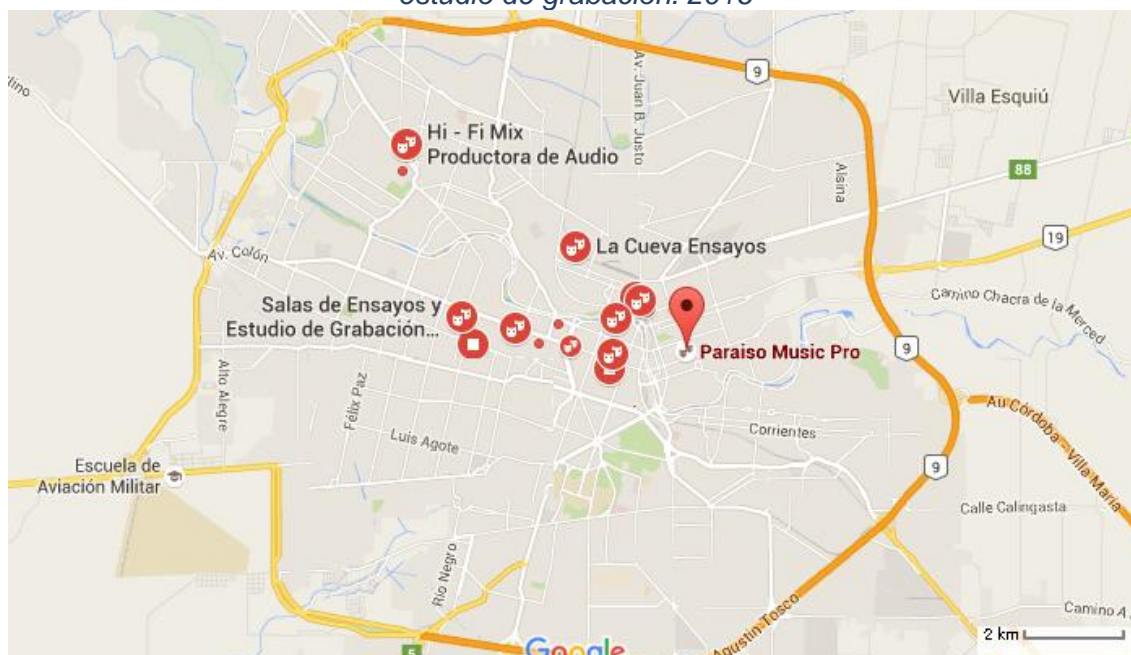 estudio de grabación. 2015
9
Villa Esquiú
Av. Juan B. Justo
Hi - Fi Mix
Productora de Audio
88
Alsina
19
La Cueva Ensayos
Av. Colón
Camino Chacra de la Merced
Salas de Ensayos y
Estudio de Grabación...
Paraiso Music Pro
9
Alto Alegre
Félix Paz
Au Córdoba - Villa María
Corrientes
Luis Agote
Escuela de
Aviación Militar
9
Calle Calingasta
Río Negro
Agustín Tosco
Camino A
5
Google
2 km